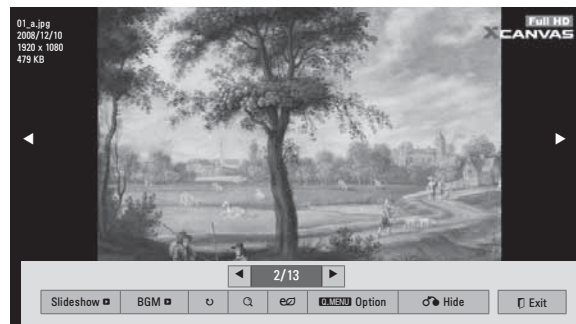 01_a.jpg
2008/12/10
1920 x 1080
479 KB
Full HD
XCANVAS
2/13
Slideshow BGM Q.MENU Option Hide Exit